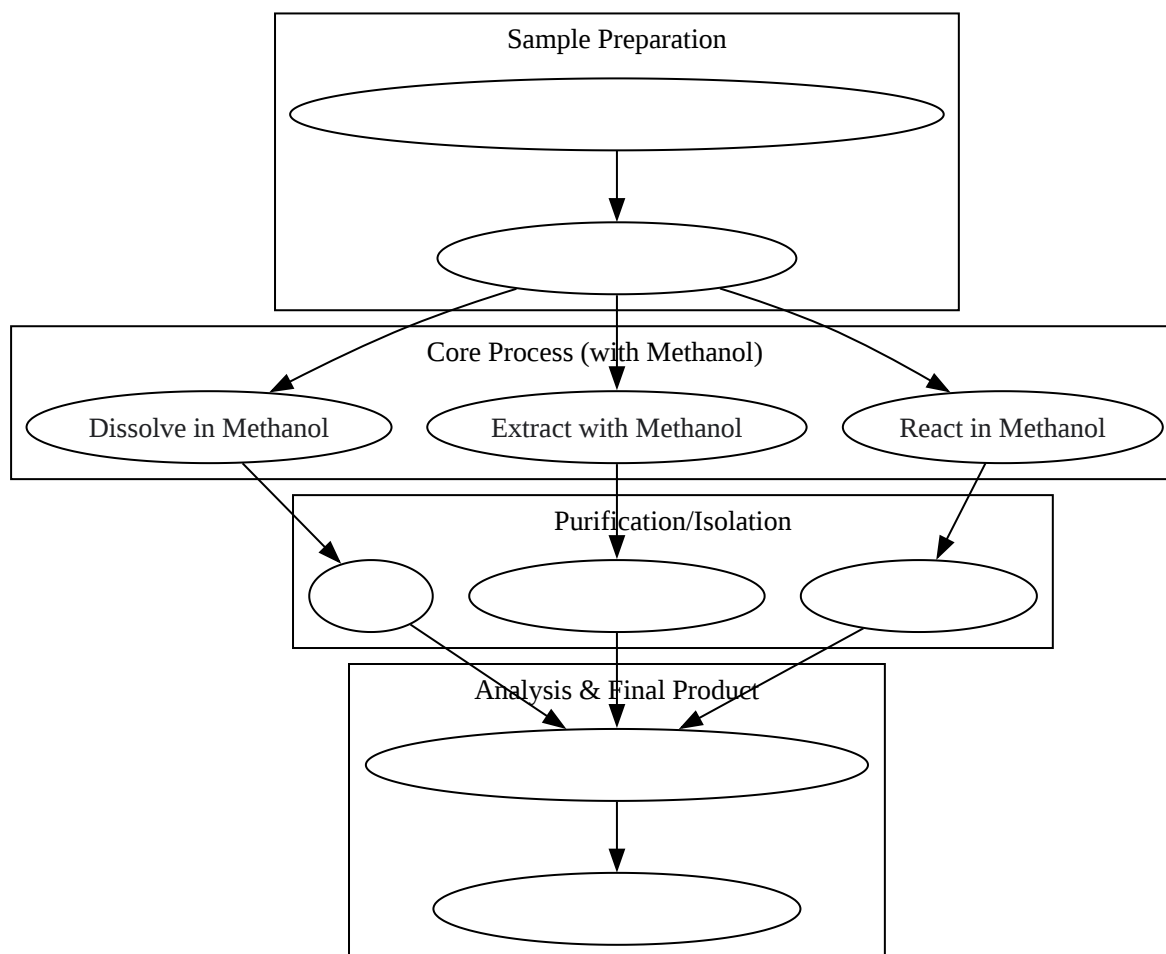 Sample Preparation
Core Process (with Methanol)
Dissolve in Methanol
Extract with Methanol
React in Methanol
Purification/Isolation
Analysis & Final Product